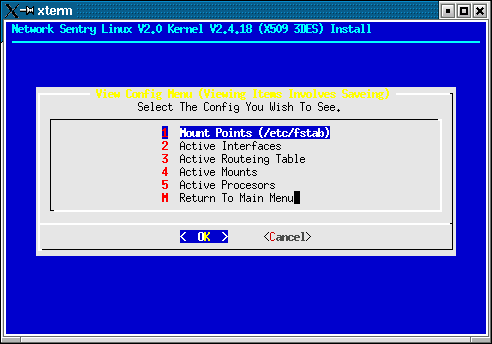 xterm
Network Sentry Linux V2.0 Kernel V2.4.18 (X509 3DES) Install
View Config Menu (Viewing Items Involves Saveing)
Select The Config You Wish To See.
1 Mount Points (/etc/fstab)
2 Active Interfaces
3 Active Routeing Table
4 Active Mounts
5 Active Procesors
M Return To Main Menu
< OK > <Cancel>